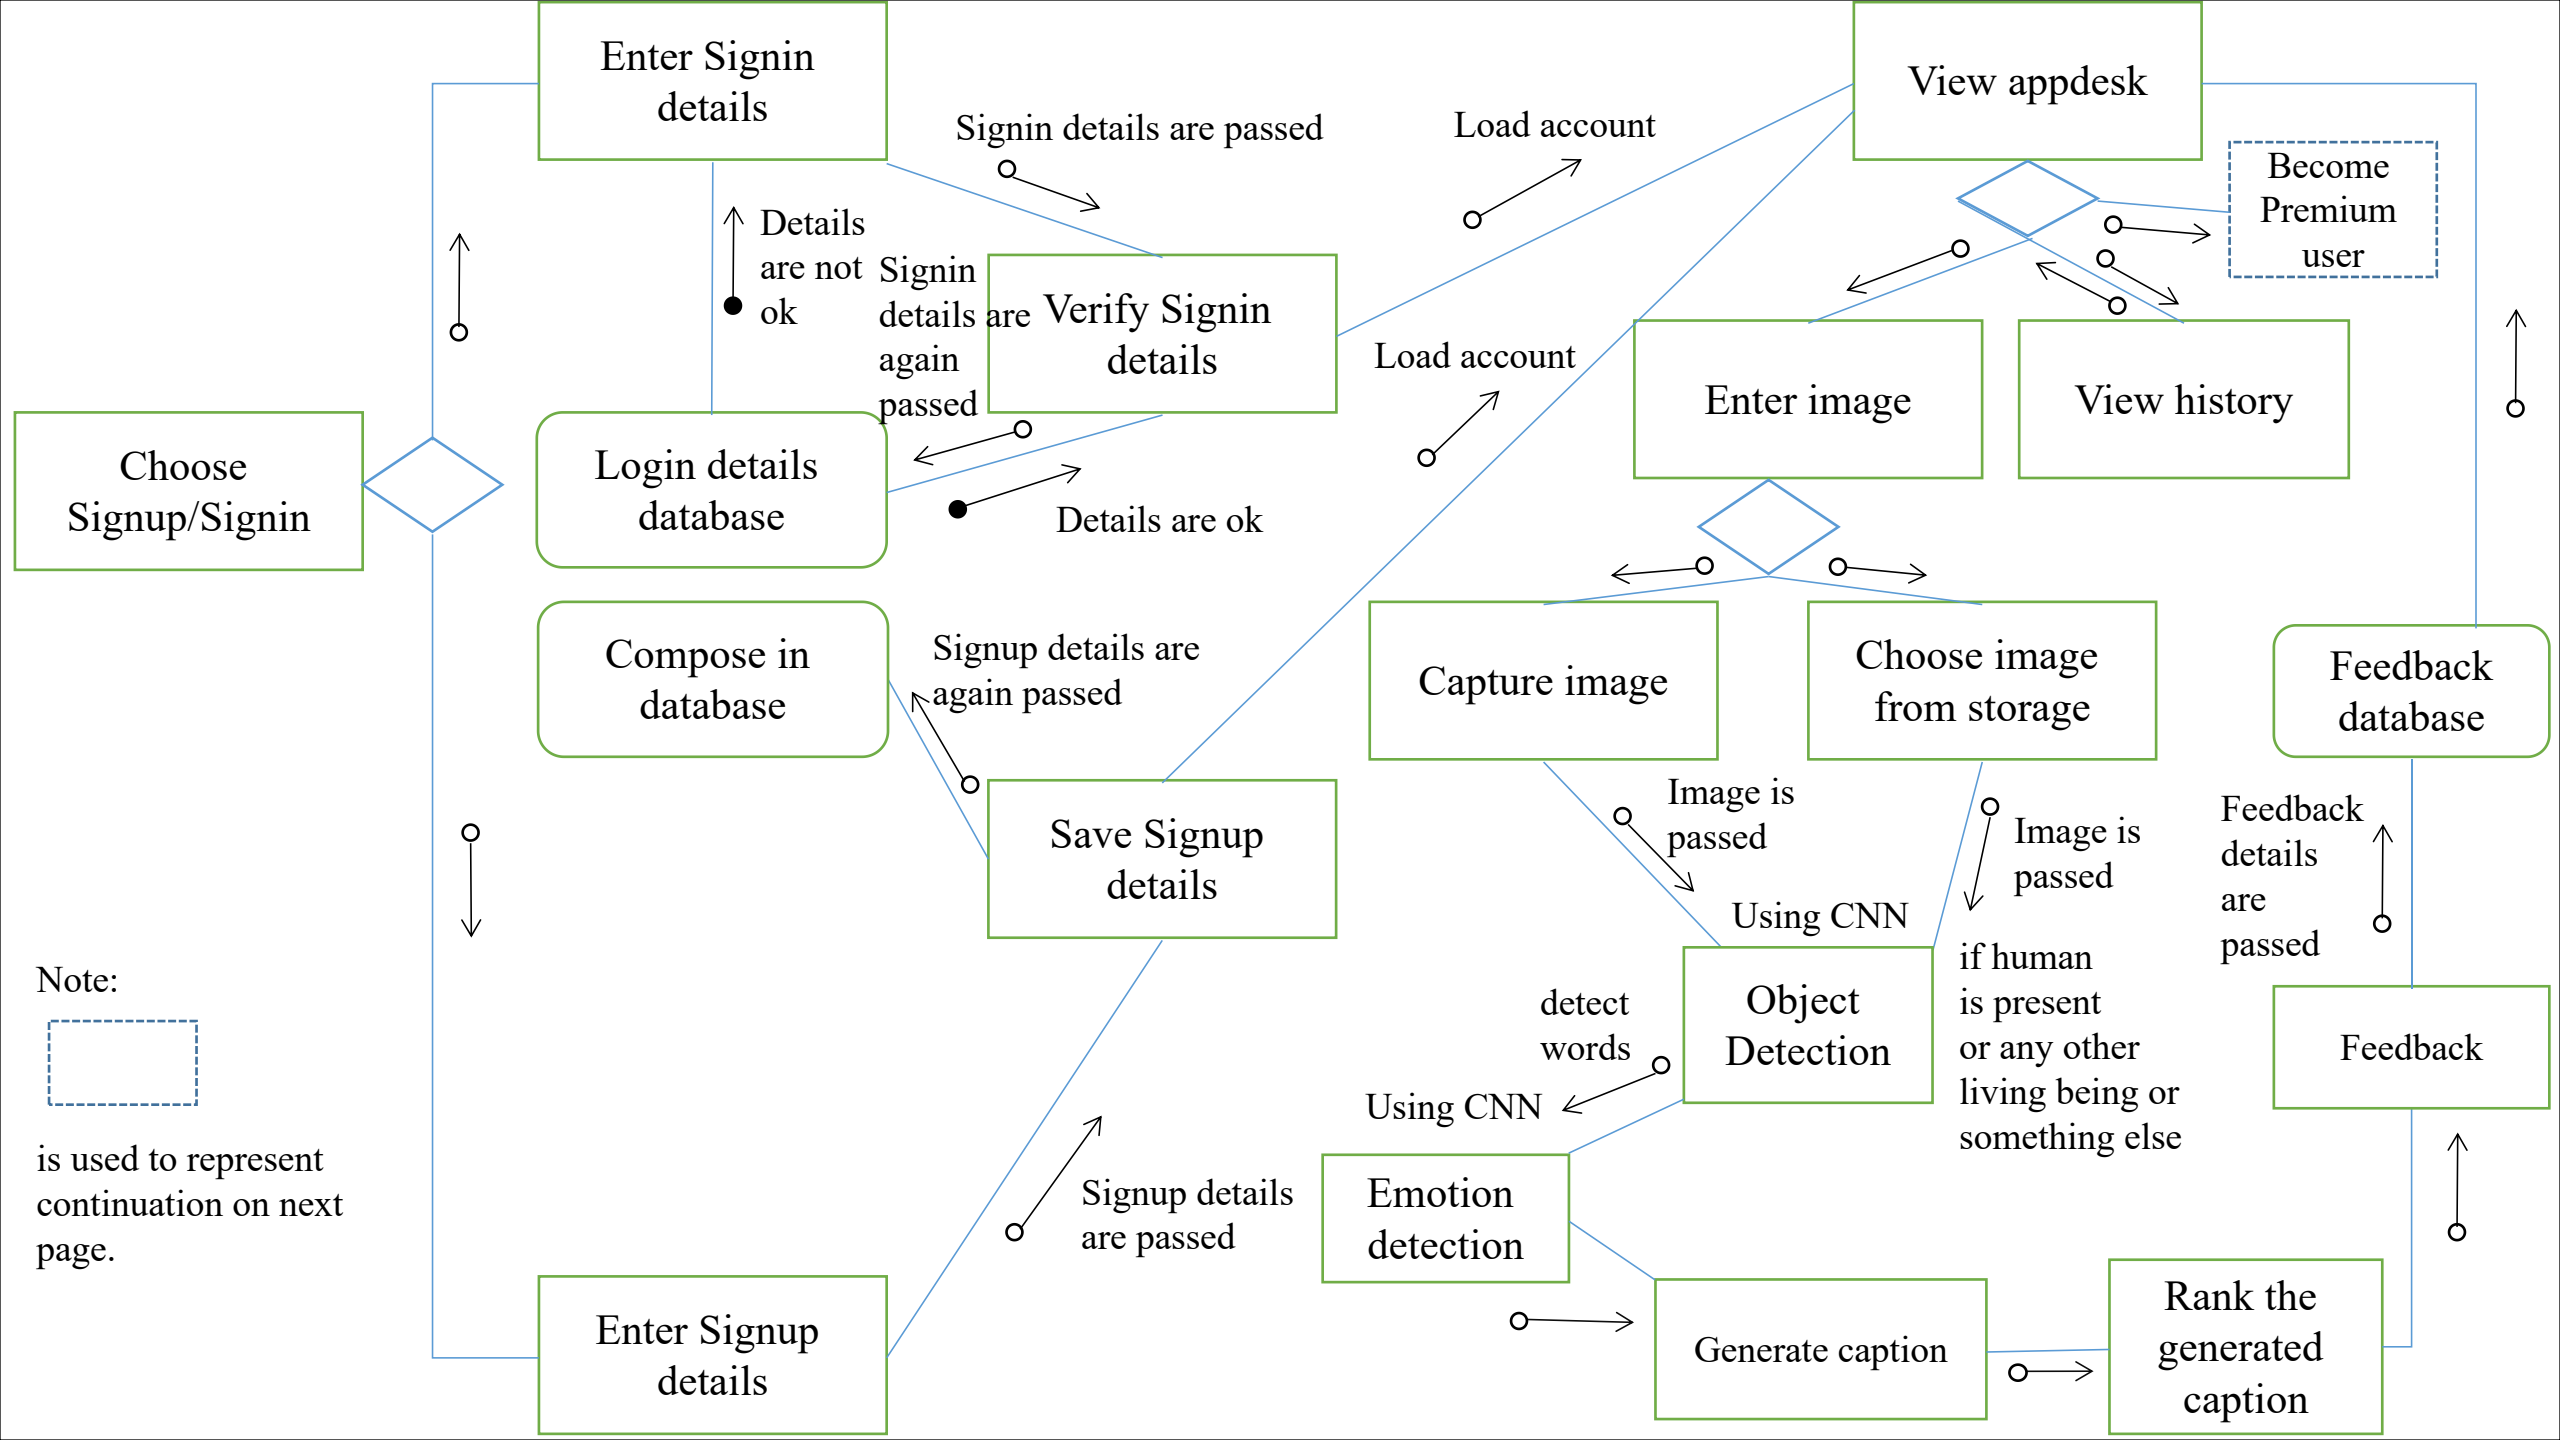 Enter Signin
details
Signin details are passed
Load account
View appdesk
Become
Premium
user
Details
are not
ok
Signin
details are
again
passed
Verify Signin
details
Load account
Enter image
View history
Choose
Signup/Signin
Login details
database
Details are ok
Compose in
database
Signup details are
again passed
Capture image
Choose image
from storage
Feedback
database
Save Signup
details
Image is
passed
Image is
passed
Feedback
details
are
passed
Using CNN
Object
Detection
if human
is present
or any other
living being or
something else
detect
words
Using CNN
Feedback
Note:
is used to represent
continuation on next
page.
Signup details
are passed
Emotion
detection
Enter Signup
details
Generate caption
Rank the
generated
caption